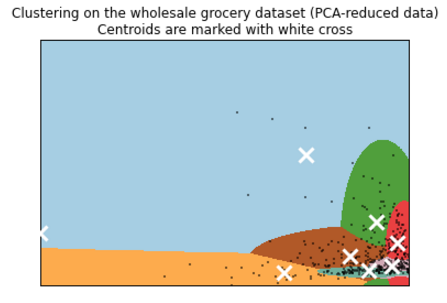 Clustering on the wholesale grocery dataset (PCA-reduced data)
Centroids are marked with white cross